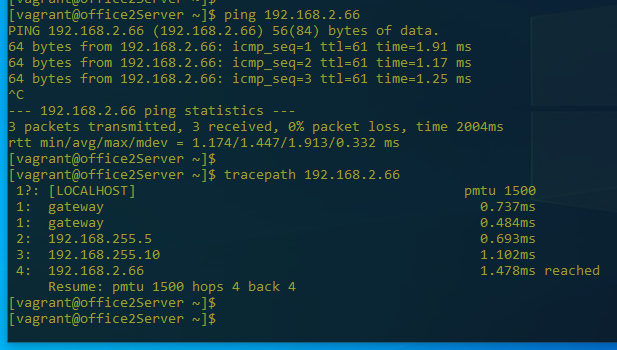 [vagrant@office2Server ~]$
[vagrant@office2Server ~]$ ping 192.168.2.66
PING 192.168.2.66 (192.168.2.66) 56(84) bytes of data.
64 bytes from 192.168.2.66: icmp_seq=1 ttl=61 time=1.91 ms
64 bytes from 192.168.2.66: icmp_seq=2 ttl=61 time=1.17 ms
64 bytes from 192.168.2.66: icmp_seq=3 ttl=61 time=1.25 ms
^C
--- 192.168.2.66 ping statistics ---
3 packets transmitted, 3 received, 0% packet loss, time 2004ms
rtt min/avg/max/mdev = 1.174/1.447/1.913/0.332 ms
[vagrant@office2Server ~]$
[vagrant@office2Server ~]$ tracepath 192.168.2.66
 1?: [LOCALHOST]                                         pmtu 1500
 1:  gateway                                               0.737ms
 1:  gateway                                               0.484ms
 2:  192.168.255.5                                         0.693ms
 3:  192.168.255.10                                        1.102ms
 4:  192.168.2.66                                          1.478ms reached
     Resume: pmtu 1500 hops 4 back 4
[vagrant@office2Server ~]$
[vagrant@office2Server ~]$